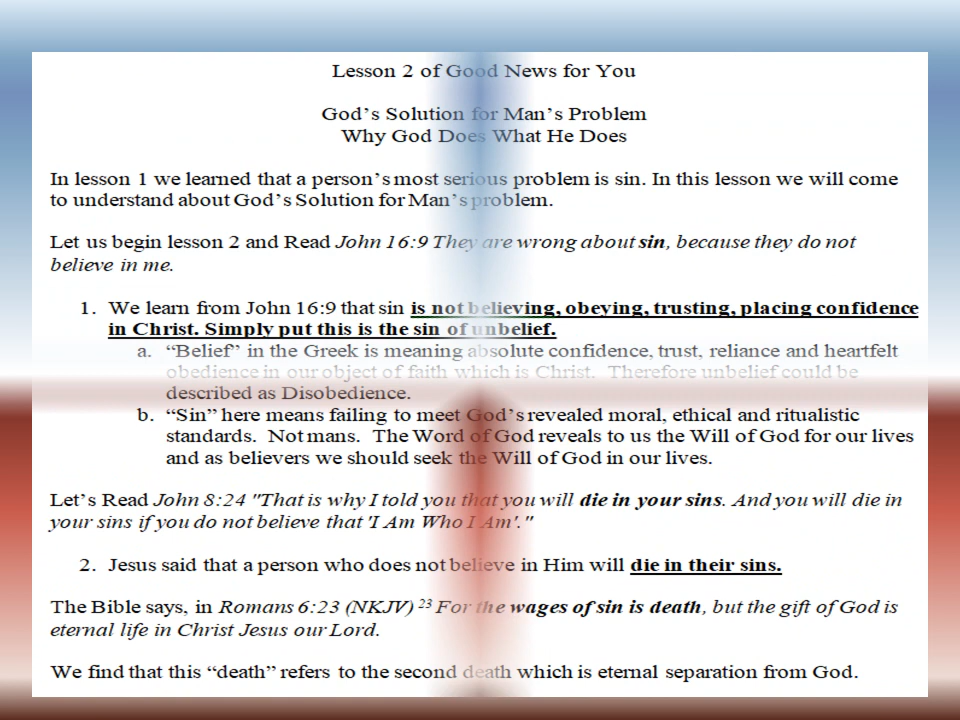 Lesson 2 of Good News for You
God’s Solution for Man’s Problem
Why God Does What He Does
In lesson 1 we learned that a person’s most serious problem is sin. In this lesson we will come
to understand about God’s Solution for Man’s problem.
Let us begin lesson 2 and Read John 16:9 They are wrong about sin, because they do not
believe in me.
1. We learn from John 16:9 that sin is not believing, obeying, trusting, placing confidence
in Christ. Simply put this is the sin of unbelief.
a. “Belief” in the Greek is meaning absolute confidence, trust, reliance and heartfelt
obedience in our object of faith which is Christ. Therefore unbelief could be
described as Disobedience.
b. “Sin” here means failing to meet God’s revealed moral, ethical and ritualistic
standards. Not mans. The Word of God reveals to us the Will of God for our lives
and as believers we should seek the Will of God in our lives.
Let’s Read John 8:24 "That is why I told you that you will die in your sins. And you will die in
your sins if you do not believe that 'I Am Who I Am'."
2. Jesus said that a person who does not believe in Him will die in their sins.
The Bible says, in Romans 6:23 (NKJV) 23 For the wages of sin is death, but the gift of God is
eternal life in Christ Jesus our Lord.
We find that this “death” refers to the second death which is eternal separation from God.